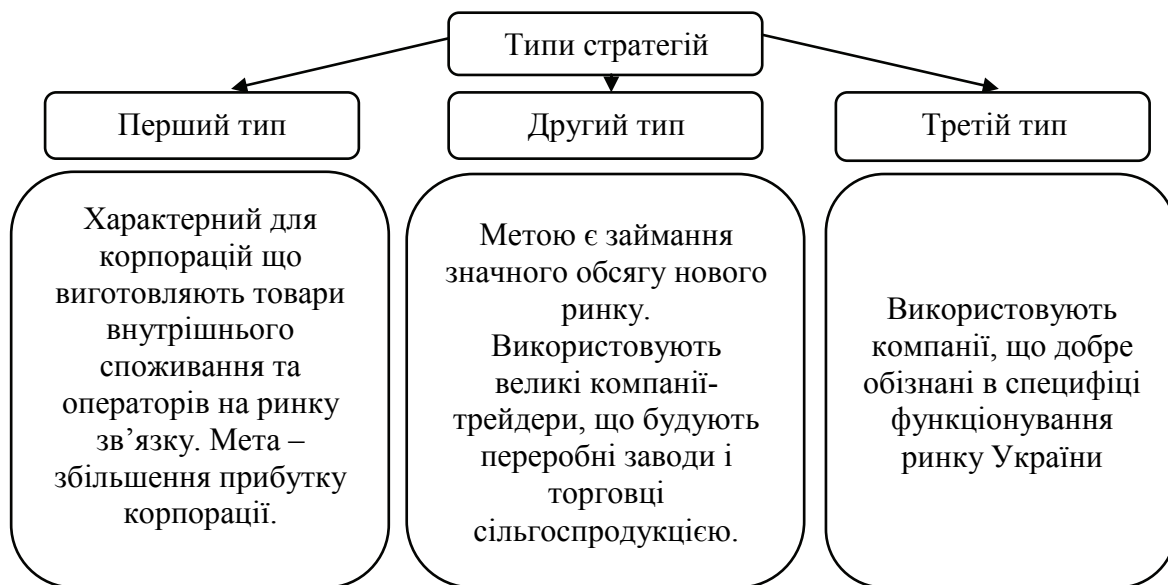 Типи стратегій
Перший тип
Другий тип
Третій тип
Характерний для
корпорацій що
виготовляють товари
внутрішнього
споживання та
операторів на ринку
зв’язку. Мета –
збільшення прибутку
корпорації.
Метою є займання
значного обсягу нового
ринку.
Використовують
великі компанії-
трейдери, що будують
переробні заводи і
торговці
сільгоспродукцією.
Використовують
компанії, що добре
обізнані в специфіці
функціонування
ринку України